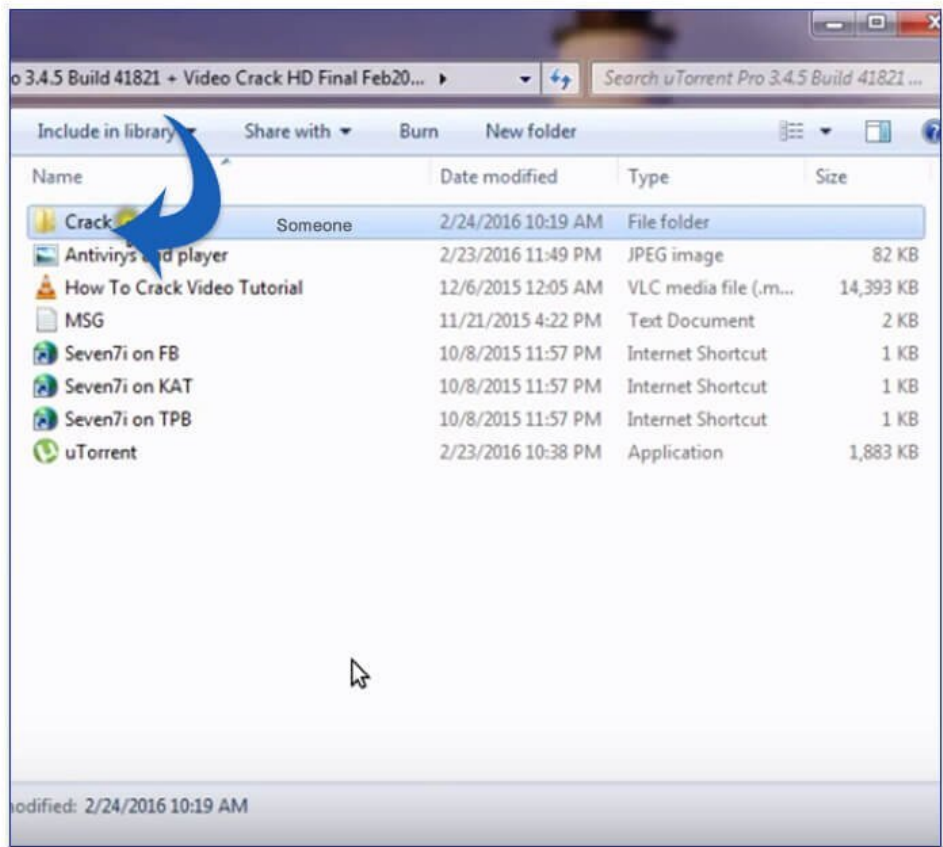 o 3.4.5 Build 41821 + Video Crack HD Final Feb20... Search uTorrent Pro 3.4.5 Build 41821 ...
Include in library Share with Burn New folder
Name Date modified Type Size
Crack Someone 2/24/2016 10:19 AM File folder
Antivirys and player 2/23/2016 11:49 PM JPEG image 82 KB
How To Crack Video Tutorial 12/6/2015 12:05 AM VLC media file (.m... 14,393 KB
MSG 11/21/2015 4:22 PM Text Document 2 KB
Seven7i on FB 10/8/2015 11:57 PM Internet Shortcut 1 KB
Seven7i on KAT 10/8/2015 11:57 PM Internet Shortcut 1 KB
Seven7i on TPB 10/8/2015 11:57 PM Internet Shortcut 1 KB
uTorrent 2/23/2016 10:38 PM Application 1,883 KB
odified: 2/24/2016 10:19 AM